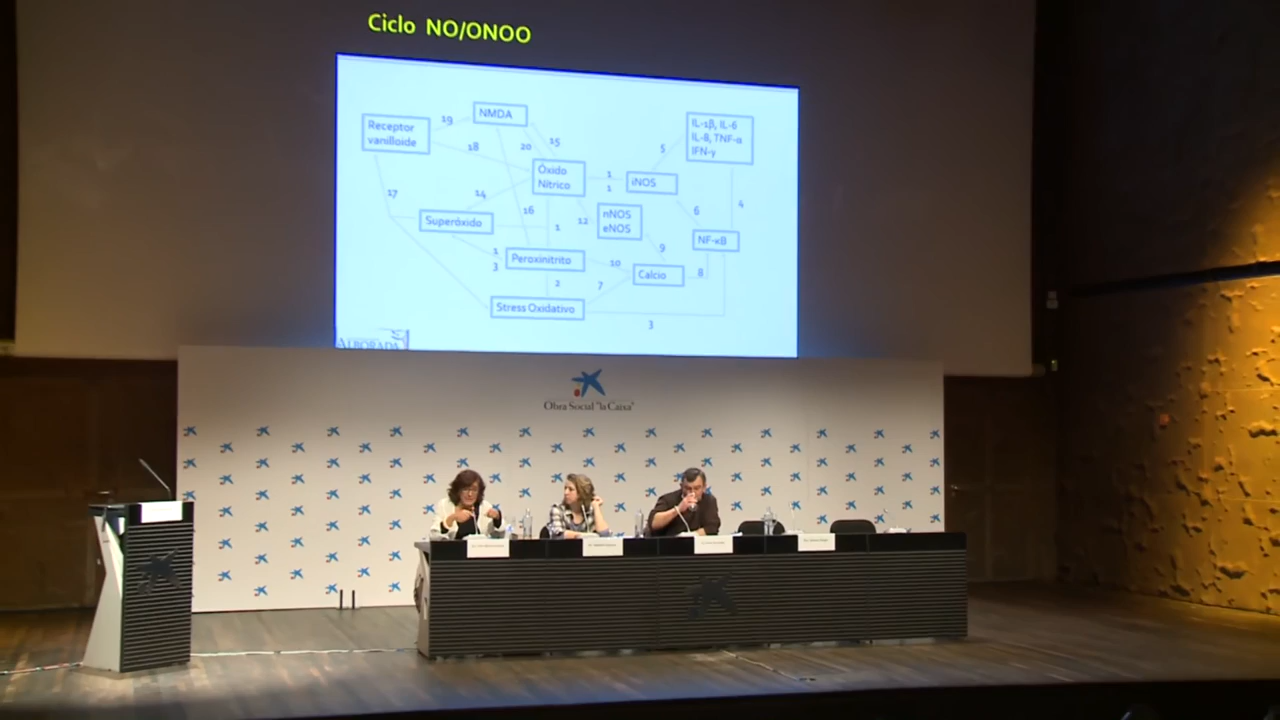 Ciclo NO/ONOO
19
NMDA
Receptor
vanilloide
15
20
18
IL-1β, IL-6
IL-8, TNF-α
IFN-γ
5
Óxido
Nítrico
1
1
iNOS
17
14
16
4
Superóxido
12
nNOS
eNOS
6
1
NF-κB
9
1
3
Peroxinitrito
10
Calcio
8
2
7
Stress Oxidativo
3
ALBORADA
Obra Social "la Caixa"